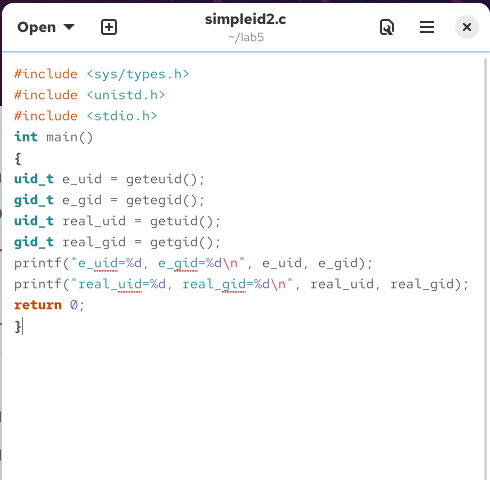 Open
simpleid2.c
~/lab5
#include <sys/types.h>
#include <unistd.h>
#include <stdio.h>
int main()
{
uid_t e_uid = geteuid();
gid_t e_gid = getegid();
uid_t real_uid = getuid();
gid_t real_gid = getgid();
printf("e_uid=%d, e_gid=%d\n", e_uid, e_gid);
printf("real_uid=%d, real_gid=%d\n", real_uid, real_gid);
return 0;
}